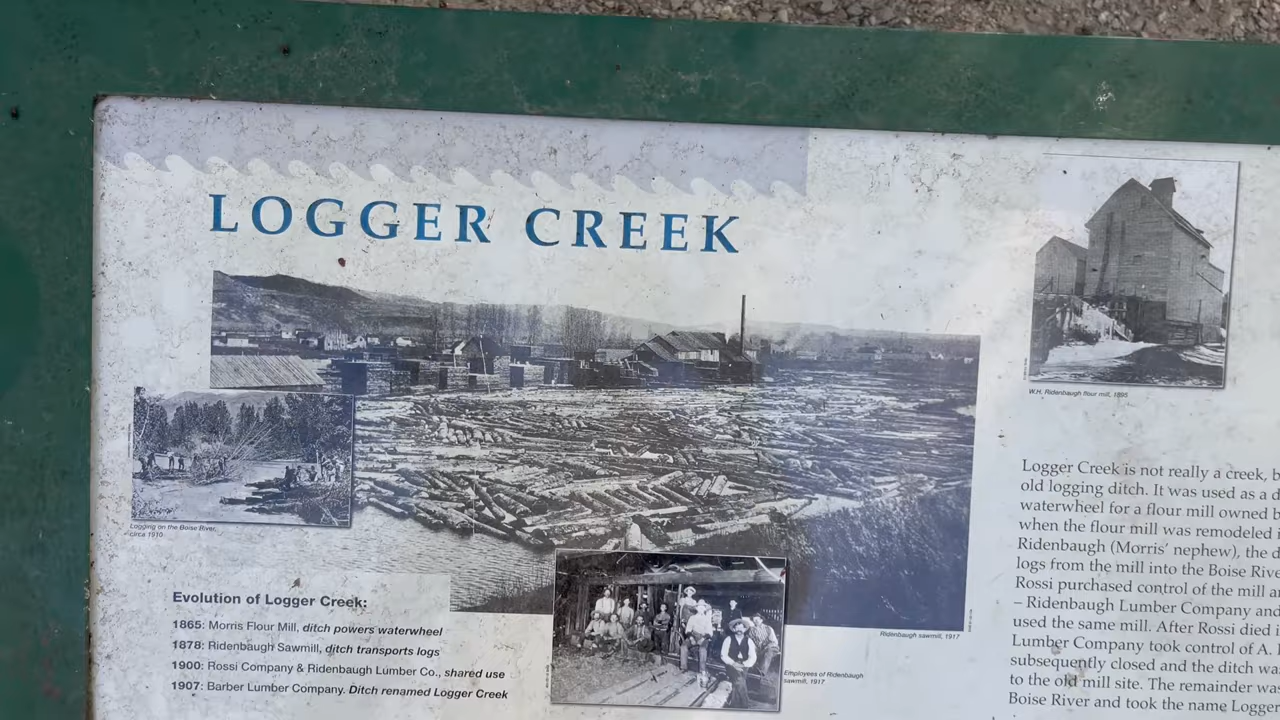 LOGGER CREEK
W.H. Ridenbaugh flour mill, 1895
Logging on the Boise River,
circa 1910
Ridenbaugh sawmill, 1917
Employees of Ridenbaugh
sawmill, 1917
Evolution of Logger Creek:
1865: Morris Flour Mill, ditch powers waterwheel
1878: Ridenbaugh Sawmill, ditch transports logs
1900: Rossi Company & Ridenbaugh Lumber Co., shared use
1907: Barber Lumber Company. Ditch renamed Logger Creek
Logger Creek is not really a creek, b
old logging ditch. It was used as a d
waterwheel for a flour mill owned b
when the flour mill was remodeled i
Ridenbaugh (Morris' nephew), the d
logs from the mill into the Boise Rive
Rossi purchased control of the mill a
– Ridenbaugh Lumber Company and
used the same mill. After Rossi died i
Lumber Company took control of A.
subsequently closed and the ditch wa
to the old mill site. The remainder was
Boise River and took the name Logger